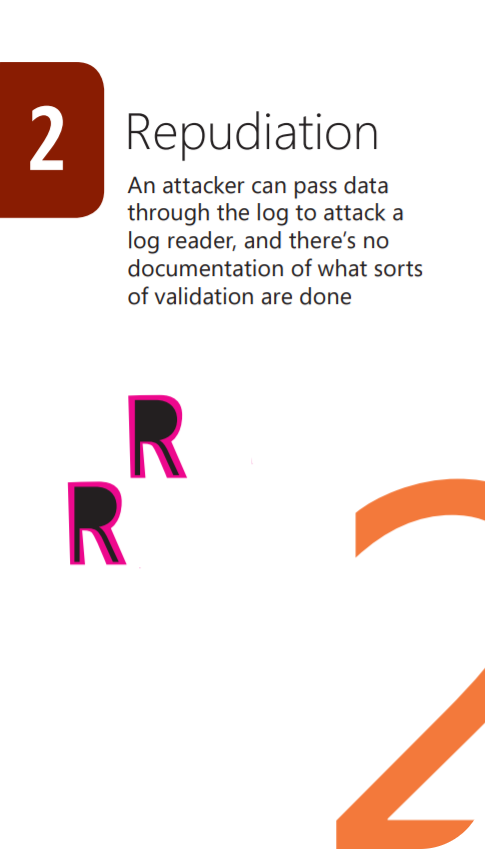 2
Repudiation
An attacker can pass data
through the log to attack a
log reader, and there’s no
documentation of what sorts
of validation are done
R
R
2